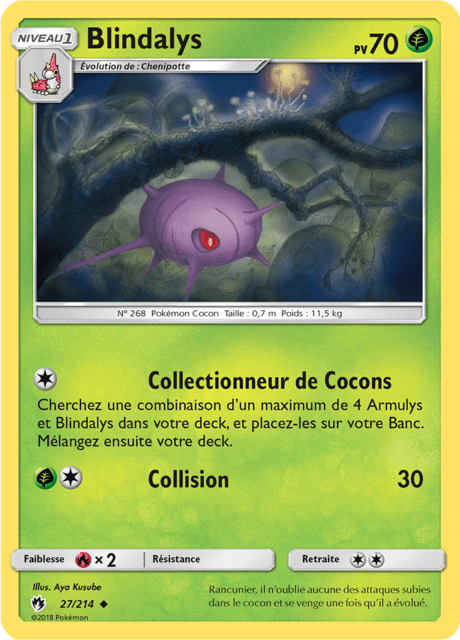 NIVEAU 1
Blindalys
PV 70
Évolution de : Chenipotte
N° 268 Pokémon Cocon Taille : 0,7 m Poids : 11,5 kg
Collectionneur de Cocons
Cherchez une combinaison d'un maximum de 4 Armulys
et Blindalys dans votre deck, et placez-les sur votre Banc.
Mélangez ensuite votre deck.
Collision 30
Faiblesse × 2 Résistance Retraite
Illus. Aya Kusube
27/214
©2018 Pokémon
Rancunier, il n'oublie aucune des attaques subies
dans le cocon et se venge une fois qu'il a évolué.